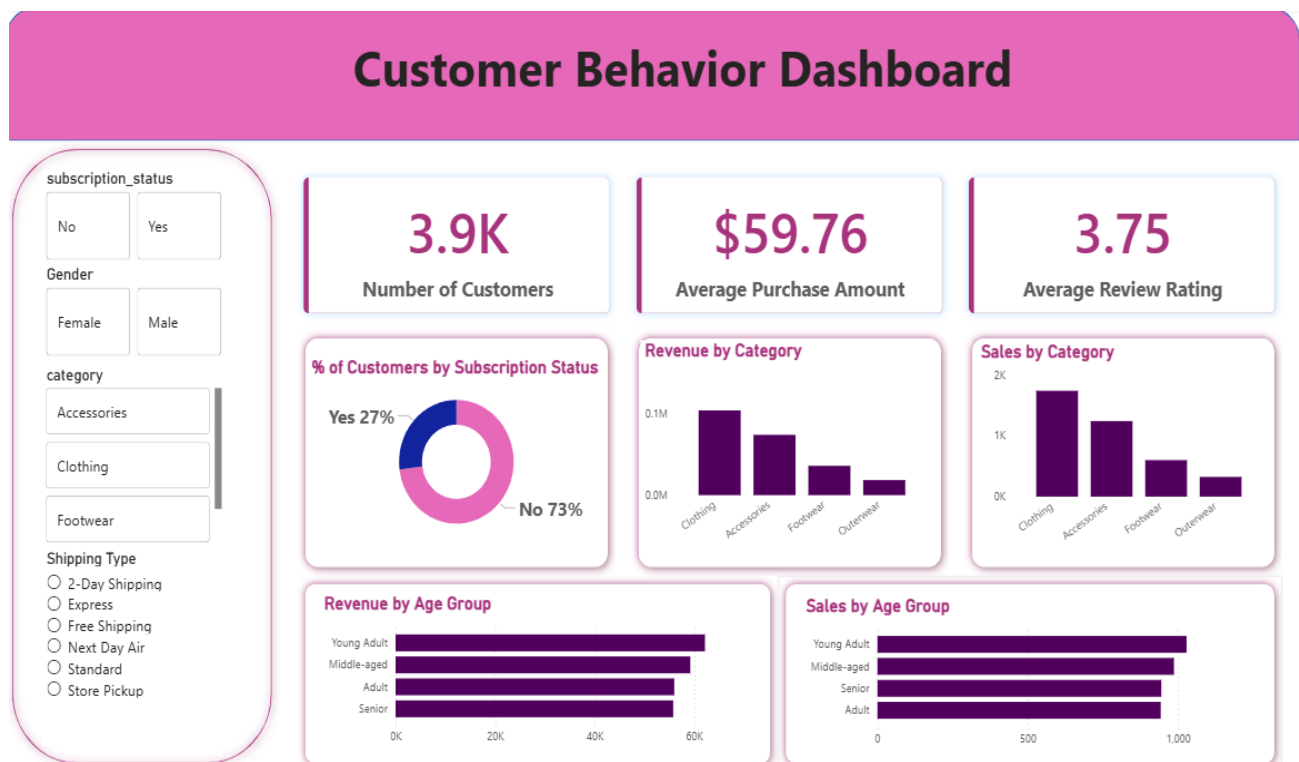 Customer Behavior Dashboard
subscription_status
No Yes
Gender
Female Male
category
Accessories
Clothing
Footwear
Shipping Type
2-Day Shipping
Express
Free Shipping
Next Day Air
Standard
Store Pickup
3.9K
Number of Customers
$59.76
Average Purchase Amount
3.75
Average Review Rating
% of Customers by Subscription Status
Yes 27%
No 73%
Revenue by Category
0.1M
0.0M
Clothing Accessories Footwear Outerwear
Sales by Category
2K
1K
0K
Clothing Accessories Footwear Outerwear
Revenue by Age Group
Young Adult
Middle-aged
Adult
Senior
0K 20K 40K 60K
Sales by Age Group
Young Adult
Middle-aged
Senior
Adult
0 500 1,000